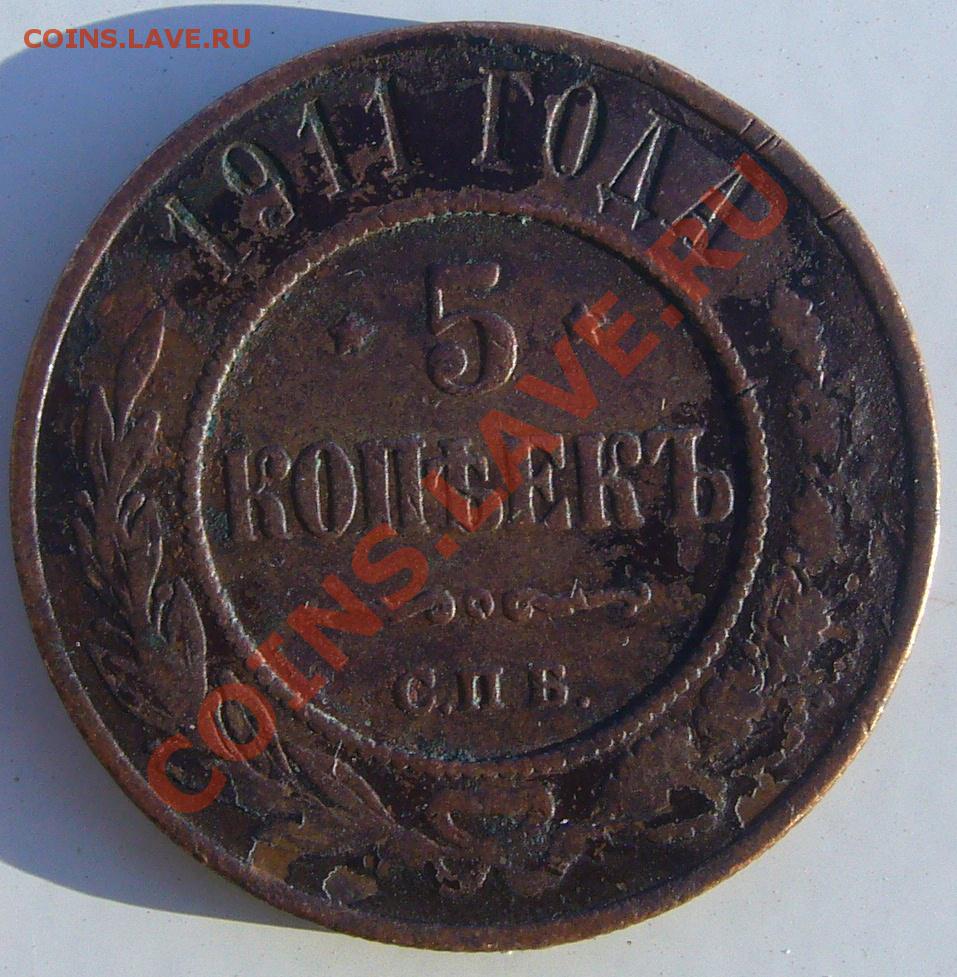 COINS.LAVE.RU
1911 ГОДА
5
КОПѢЕКЪ
С.П Б.
COINS.LAVE.RU